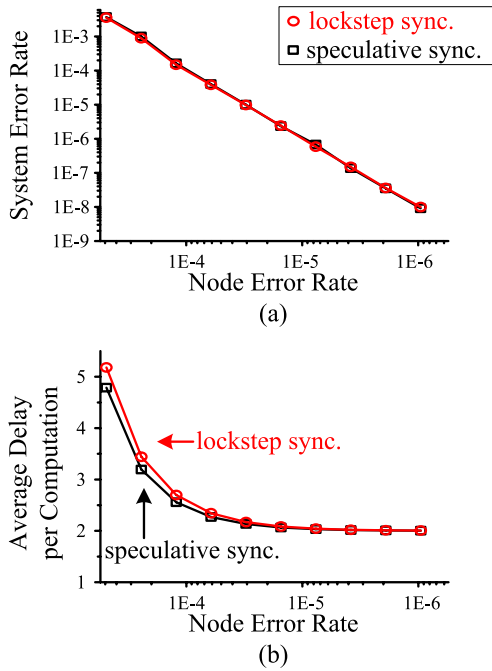 lockstep sync.
speculative sync.
System Error Rate
1E-3
1E-4
1E-5
1E-6
1E-7
1E-8
1E-9
1E-4 1E-5 1E-6
Node Error Rate
(a)
Average Delay
per Computation
5
4
3
2
1
lockstep sync.
speculative sync.
1E-4 1E-5 1E-6
Node Error Rate
(b)